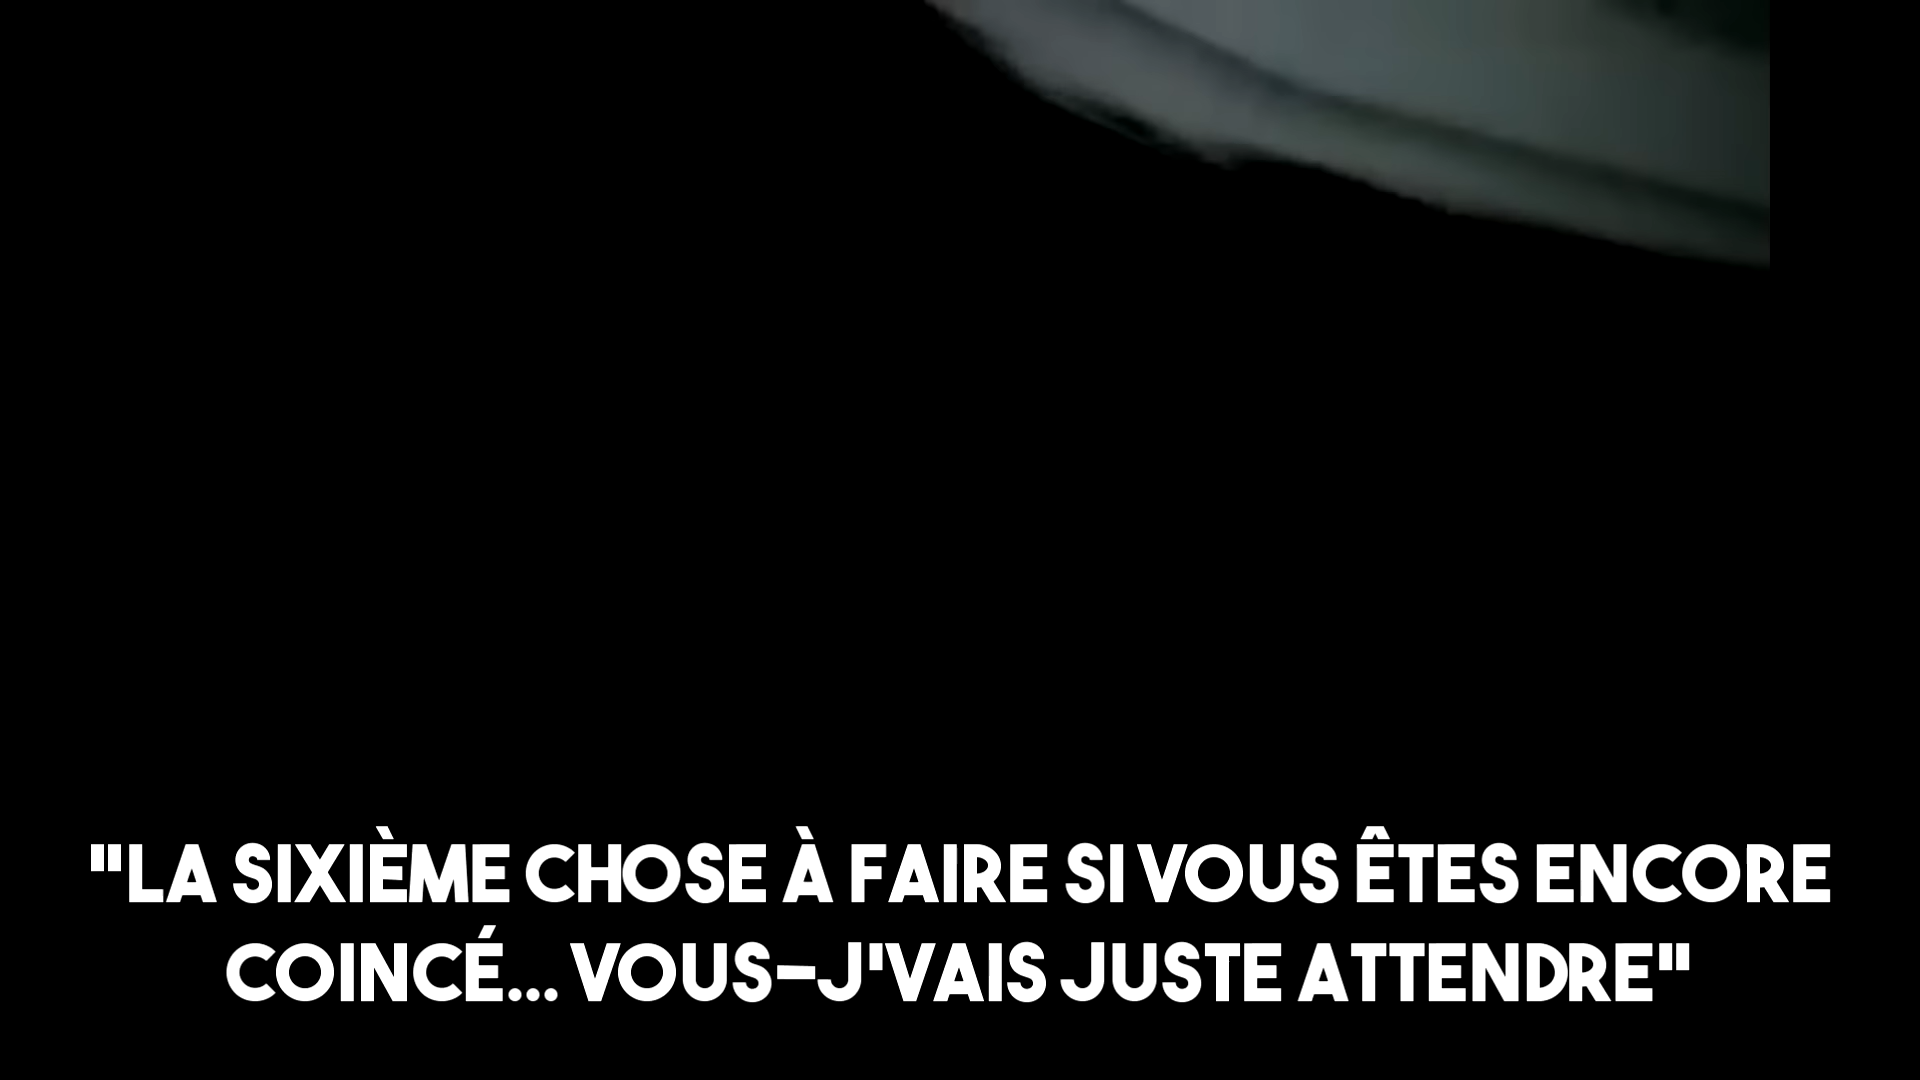 "LA SIXIÈME CHOSE À FAIRE SI VOUS ÊTES ENCORE
COINCÉ... VOUS-J'VAIS JUSTE ATTENDRE"